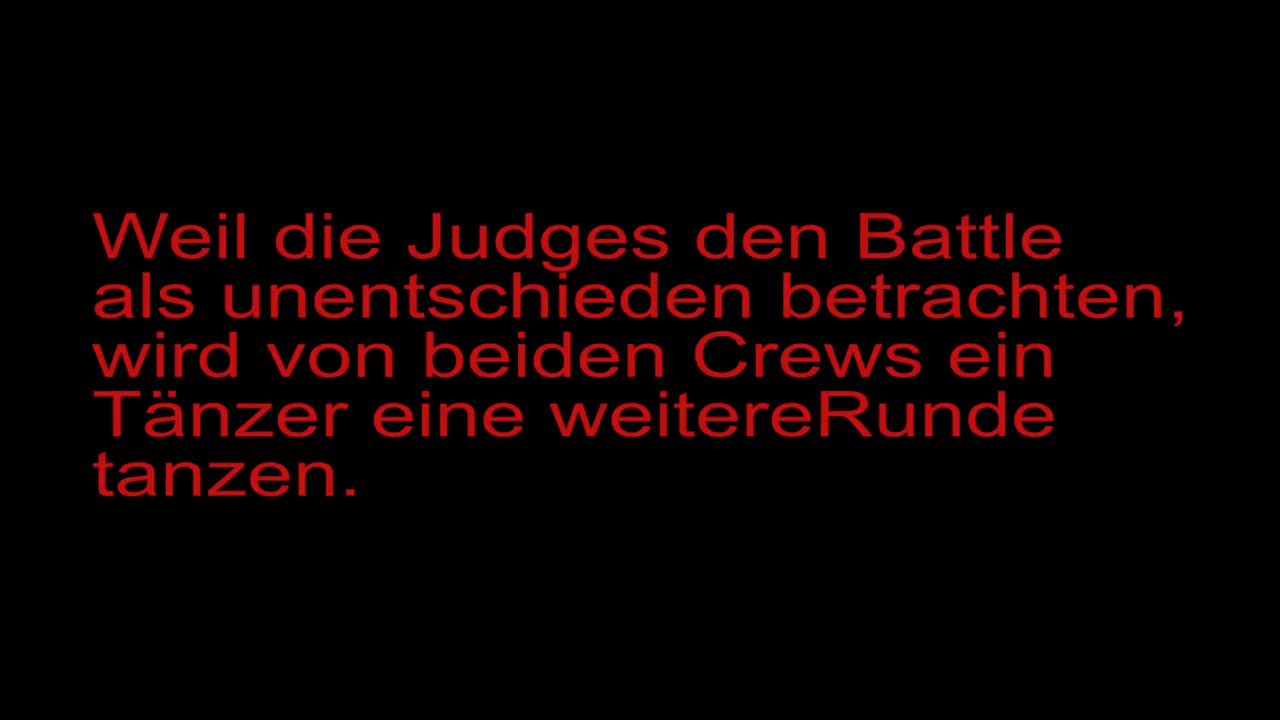 Weil die Judges den Battle
als unentschieden betrachten,
wird von beiden Crews ein
Tänzer eine weitereRunde
tanzen.